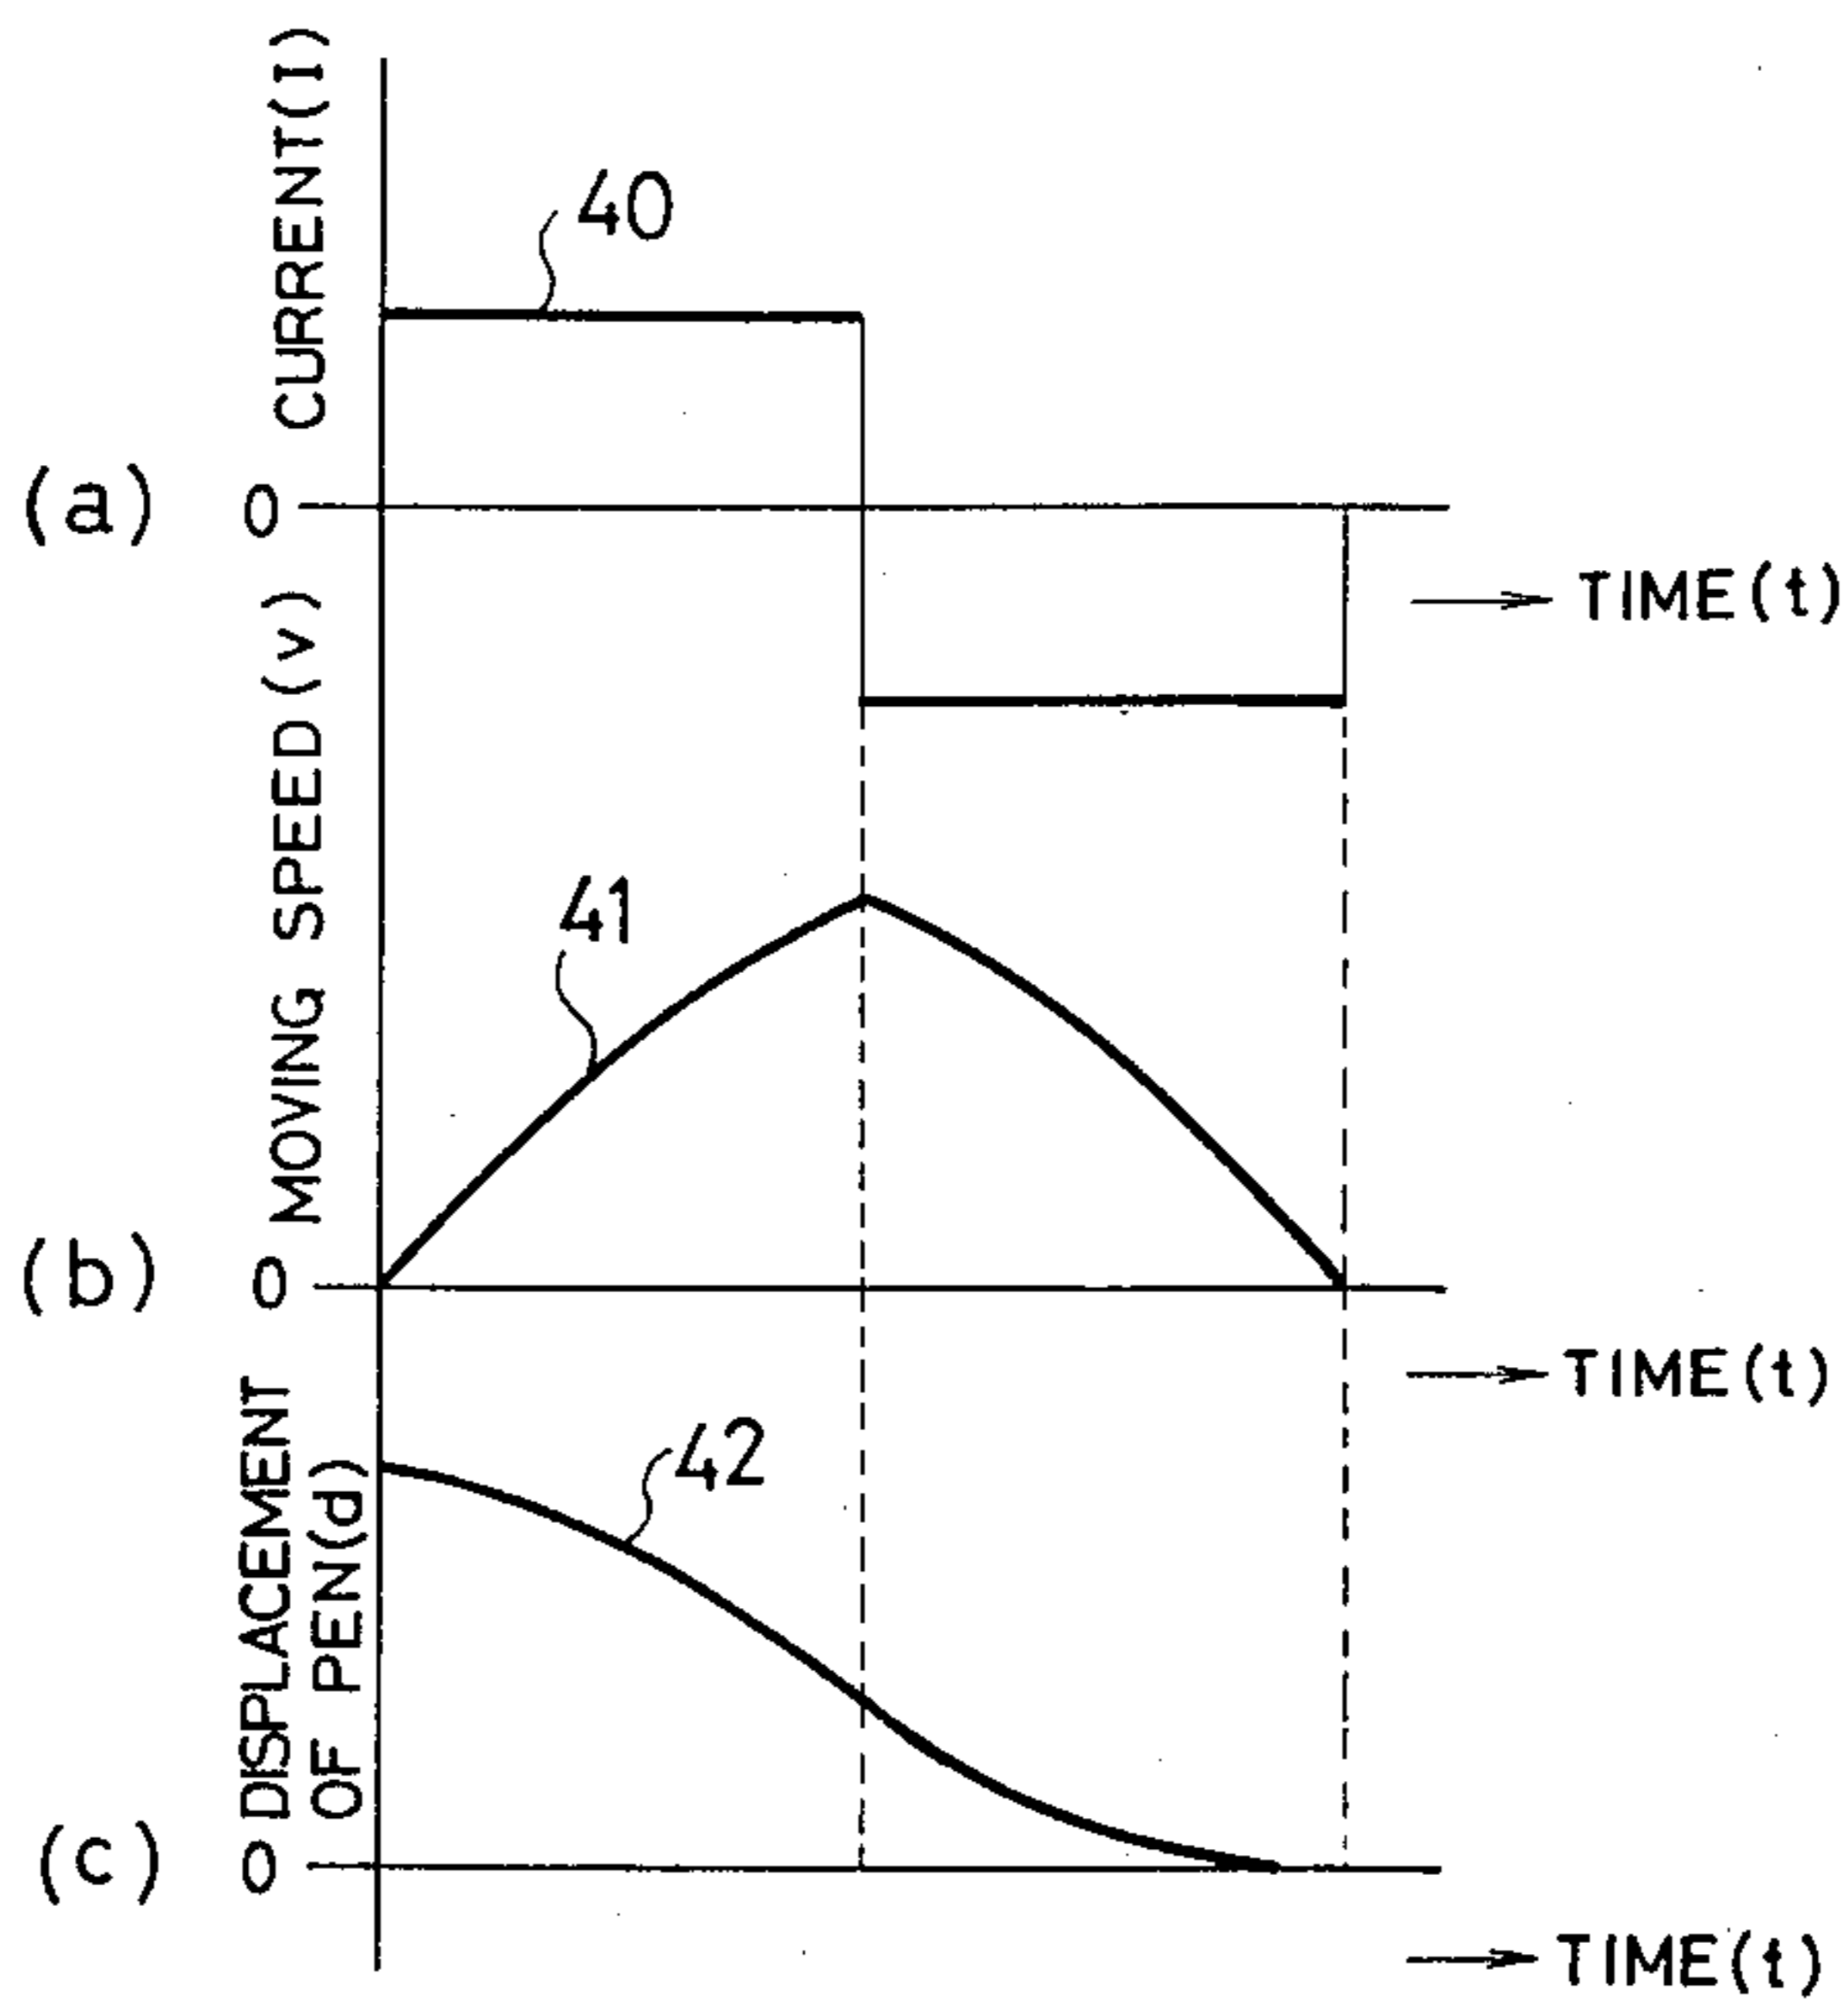 CURRENT(I)
40
(a)
0
TIME(t)
MOVING SPEED(v)
41
(b)
0
TIME(t)
DISPLACEMENT
OF PEN(d)
42
(c)
0
TIME(t)